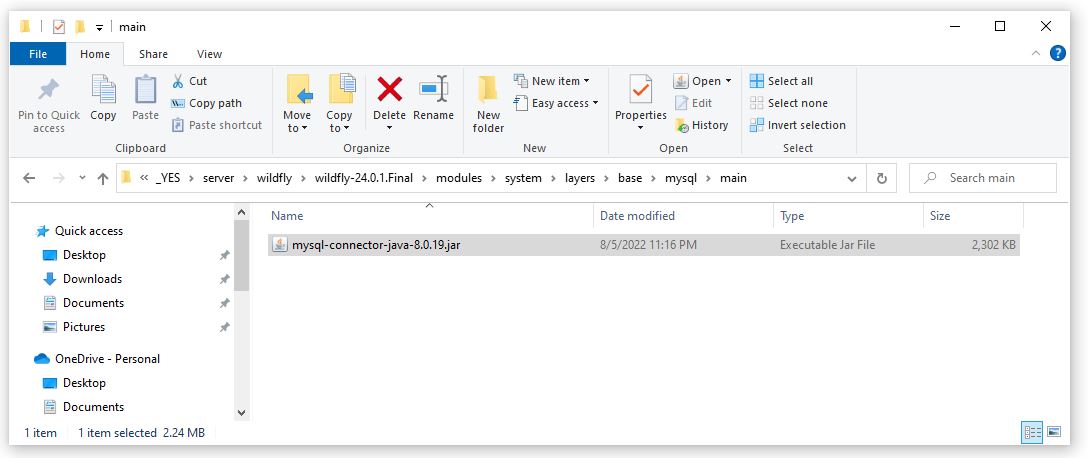 main
File Home Share View
Pin to Quick access
Copy
Paste
Cut
Copy path
Paste shortcut
Clipboard
Move to
Copy to
Delete
Rename
Organize
New folder
New item
Easy access
New
Properties
Open
Edit
History
Open
Select all
Select none
Invert selection
Select
« _YES > server > wildfly > wildfly-24.0.1.Final > modules > system > layers > base > mysql > main
Search main
Quick access
Desktop
Downloads
Documents
Pictures
OneDrive - Personal
Desktop
Documents
Name Date modified Type Size
mysql-connector-java-8.0.19.jar 8/5/2022 11:16 PM Executable Jar File 2,302 KB
1 item 1 item selected 2.24 MB